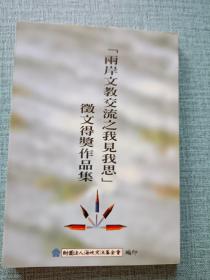 「兩岸文教交流之我見我思」
徵文得獎作品集
財團法人海峽交流基金會 編印